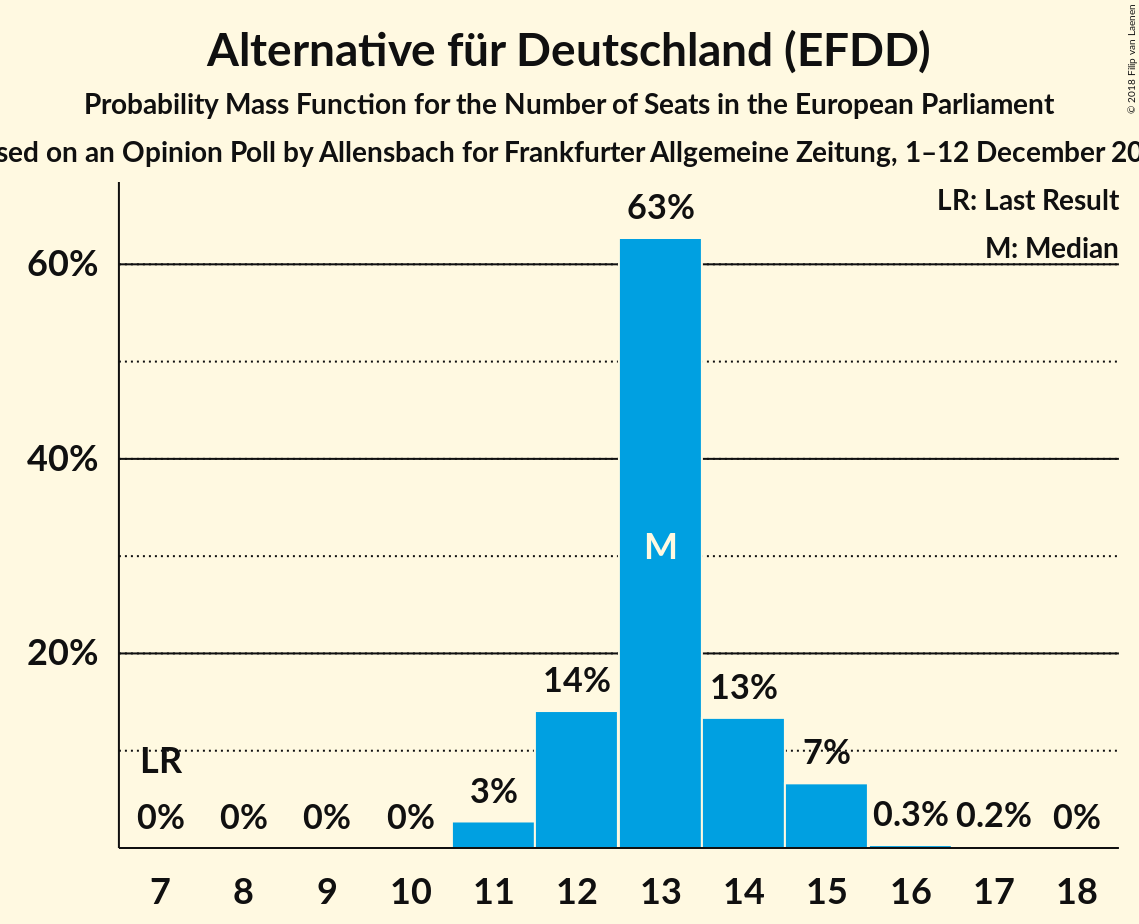 Alternative für Deutschland (EFDD)
Probability Mass Function for the Number of Seats in the European Parliament
on an Opinion Poll by Allensbach for Frankfurter Allgemeine Zeitung, 1–12 December
© 2018 Filip van Laenen
LR: Last Result
M: Median
63%
60%
40%
M
20%
14%
13%
LR
7%
3%
0% 0% 0% 0% 0.3% 0.2% 0%
7 8 9 10 11 12 13 14 15 16 17 18